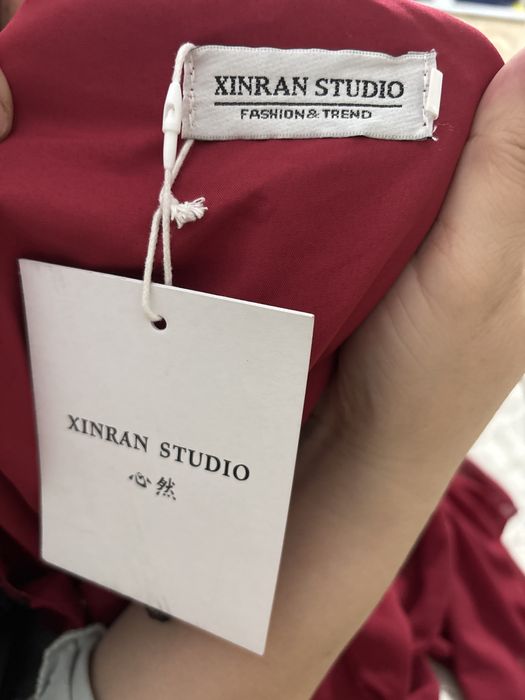 XINRAN STUDIO
FASHION & TREND
XINRAN STUDIO
心然